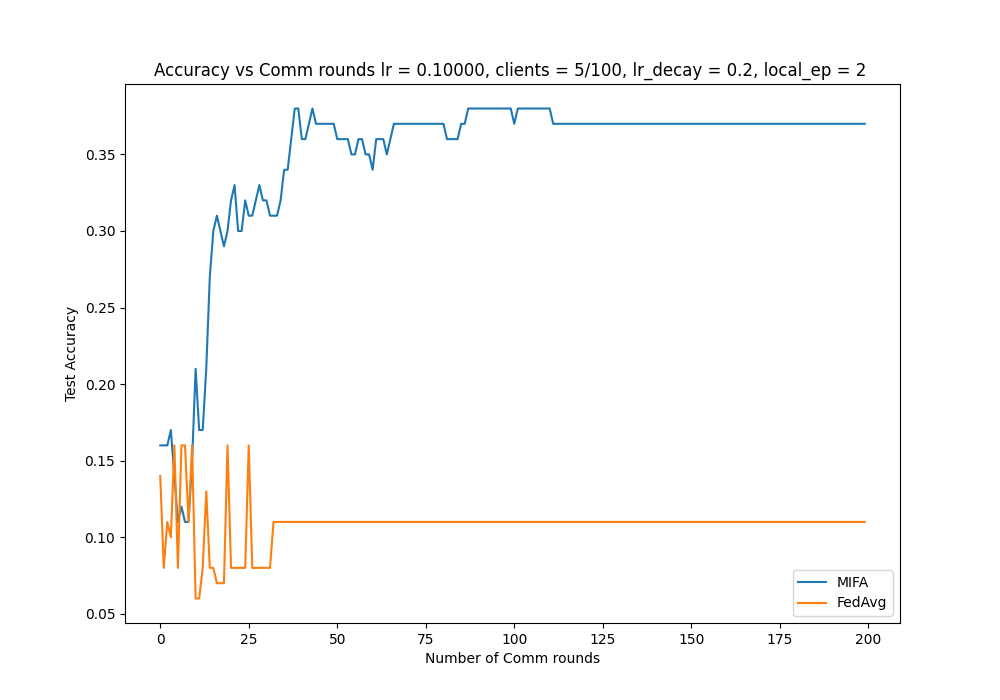 Accuracy vs Comm rounds lr = 0.10000, clients = 5/100, lr_decay = 0.2, local_ep = 2
Test Accuracy
0.35
0.30
0.25
0.20
0.15
0.10
0.05
MIFA
FedAvg
0 25 50 75 100 125 150 175 200
Number of Comm rounds